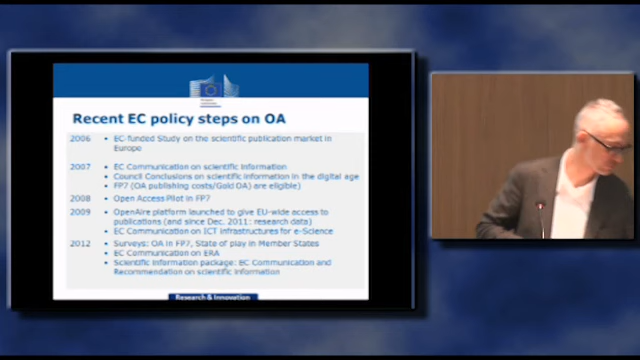 European
Commission
Recent EC policy steps on OA
2006 • EC-funded Study on the scientific publication market in
Europe
2007 • EC Communication on scientific information
• Council Conclusions on scientific information in the digital age
• FP7 (OA publishing costs/Gold OA) are eligible)
2008 • Open Access Pilot in FP7
2009 • OpenAire platform launched to give EU-wide access to
publications (and since Dec. 2011: research data)
• EC Communication on ICT infrastructures for e-Science
2012 • Surveys: OA in FP7, State of play in Member States
• EC Communication on ERA
• Scientific information package: EC Communication and
Recommendation on scientific information
Research & Innovation